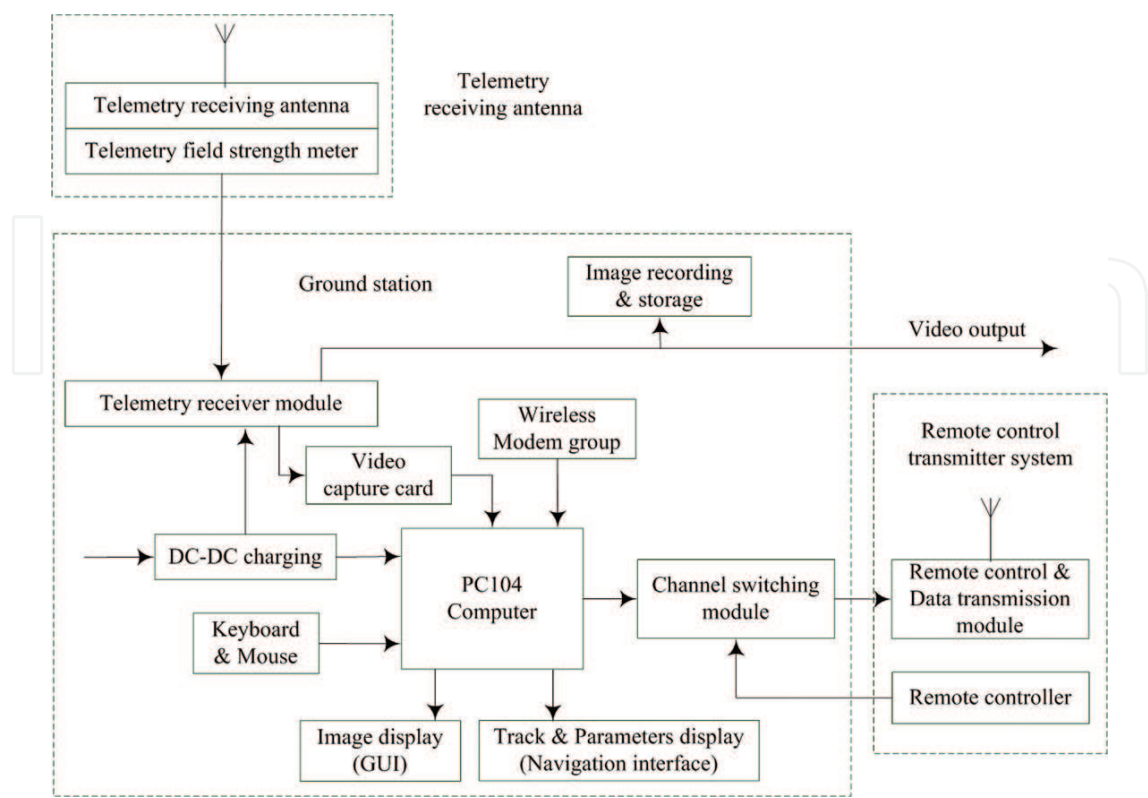 Telemetry receiving antenna
Telemetry field strength meter
Telemetry
receiving antenna
Ground station
Image recording
& storage
Video output
Telemetry receiver module
Wireless
Modem group
Video
capture card
Remote control
transmitter system
DC-DC charging
PC104
Computer
Channel switching
module
Remote control &
Data transmission
module
Keyboard
& Mouse
Remote controller
Image display
(GUI)
Track & Parameters display
(Navigation interface)